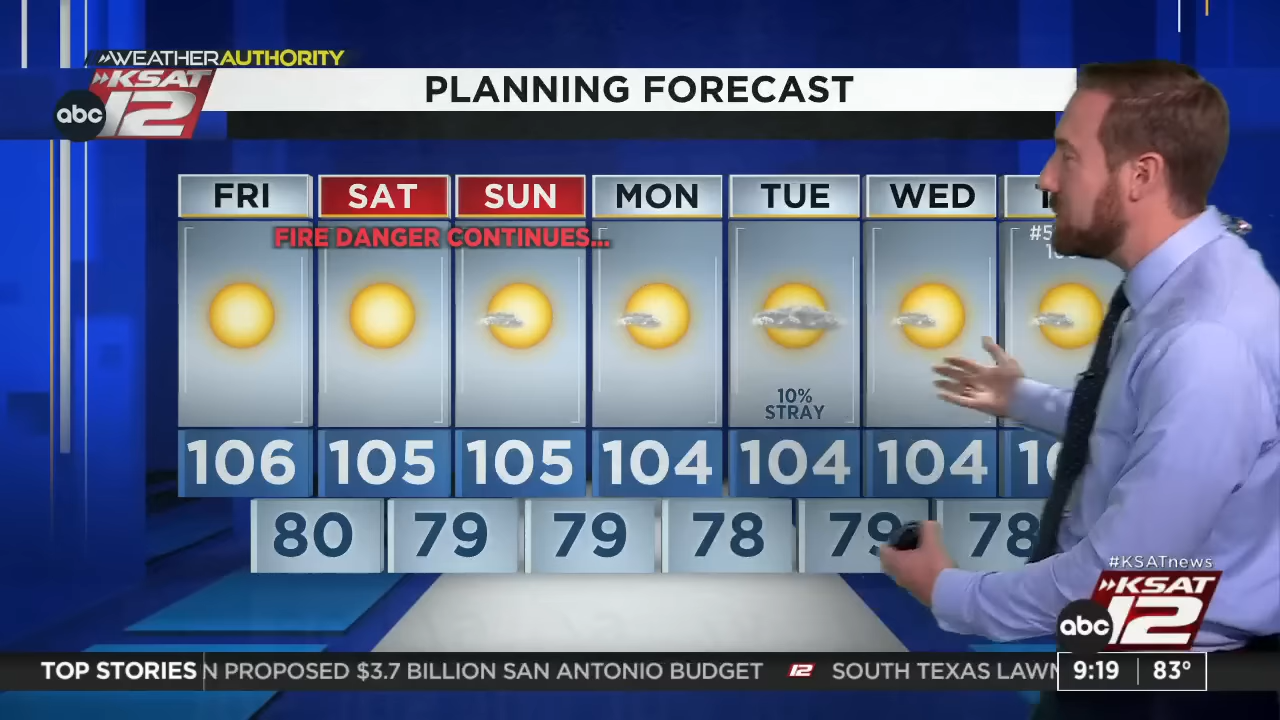 WEATHERAUTHORITY
KSAT
abc 12
PLANNING FORECAST
FRI SAT SUN MON TUE WED
FIRE DANGER CONTINUES...
10%
STRAY
106 105 105 104 104 104
80 79 79 78 79 78
#KSATnews
KSAT
abc 12
TOP STORIES PROPOSED $3.7 BILLION SAN ANTONIO BUDGET 12 SOUTH TEXAS 9:19 83°